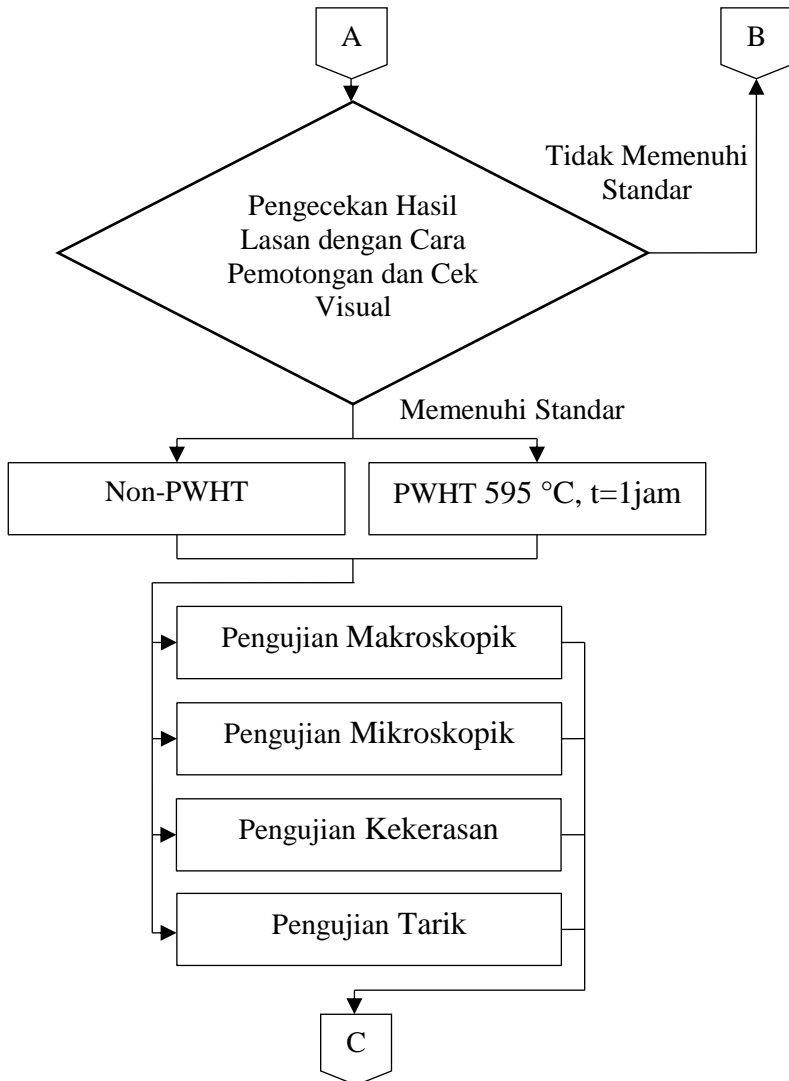 A
B
Tidak Memenuhi
Standar
Pengecekan Hasil
Lasan dengan Cara
Pemotongan dan Cek
Visual
Memenuhi Standar
Non-PWHT
PWHT 595 °C, t=1jam
Pengujian Makroskopik
Pengujian Mikroskopik
Pengujian Kekerasan
Pengujian Tarik
C